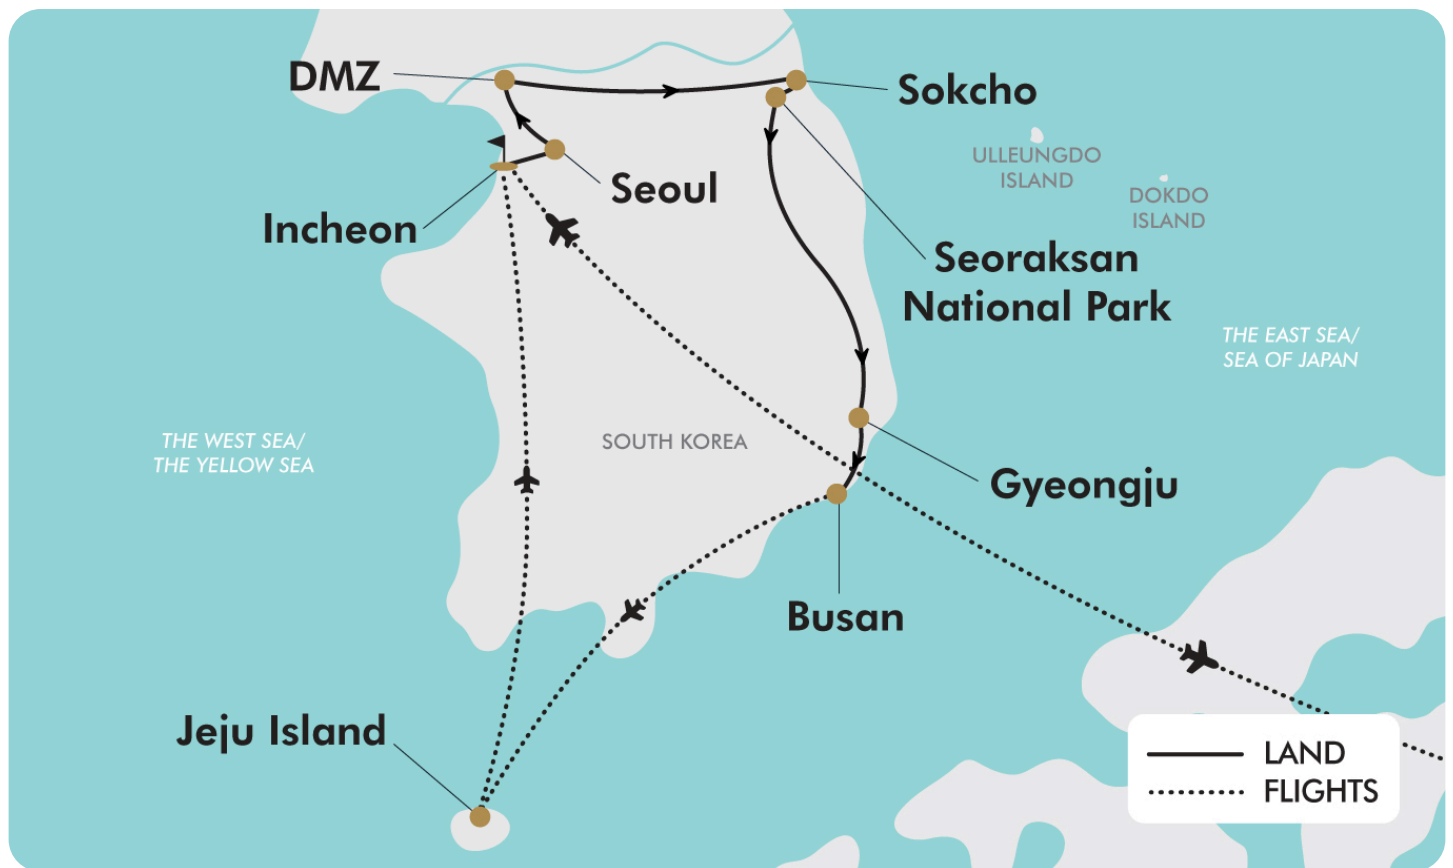 DMZ
Sokcho
ULLEUNGDO
ISLAND
Seoul
DOKDO
ISLAND
Incheon
Seoraksan
National Park
THE EAST SEA/
SEA OF JAPAN
THE WEST SEA/
THE YELLOW SEA
SOUTH KOREA
Gyeongju
Busan
Jeju Island
LAND
FLIGHTS